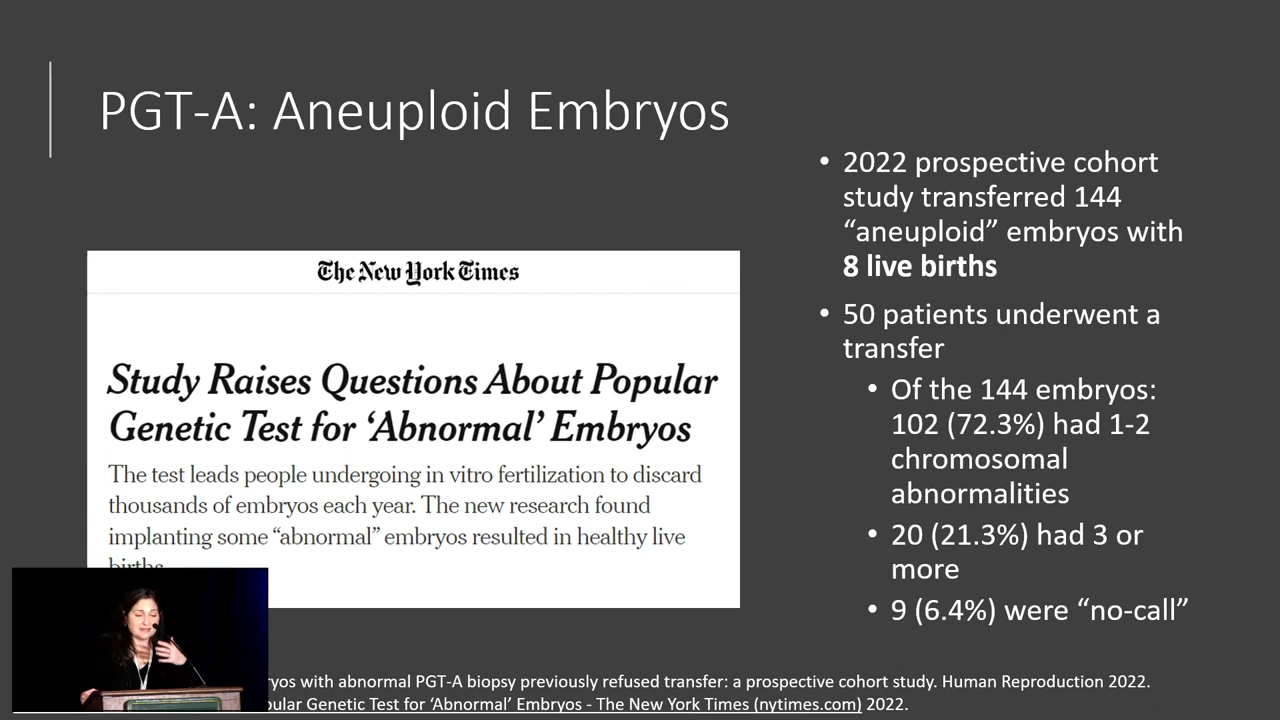 PGT-A: Aneuploid Embryos
• 2022 prospective cohort
study transferred 144
“aneuploid” embryos with
8 live births
• 50 patients underwent a
transfer
• Of the 144 embryos:
102 (72.3%) had 1-2
chromosomal
abnormalities
• 20 (21.3%) had 3 or
more
• 9 (6.4%) were “no-call”
The New York Times
Study Raises Questions About Popular
Genetic Test for ‘Abnormal’ Embryos
The test leads people undergoing in vitro fertilization to discard
thousands of embryos each year. The new research found
implanting some “abnormal” embryos resulted in healthy live
births.
with abnormal PGT-A biopsy previously refused transfer: a prospective cohort study. Human Reproduction 2022.
Genetic Test for ‘Abnormal’ Embryos - The New York Times (nytimes.com) 2022.